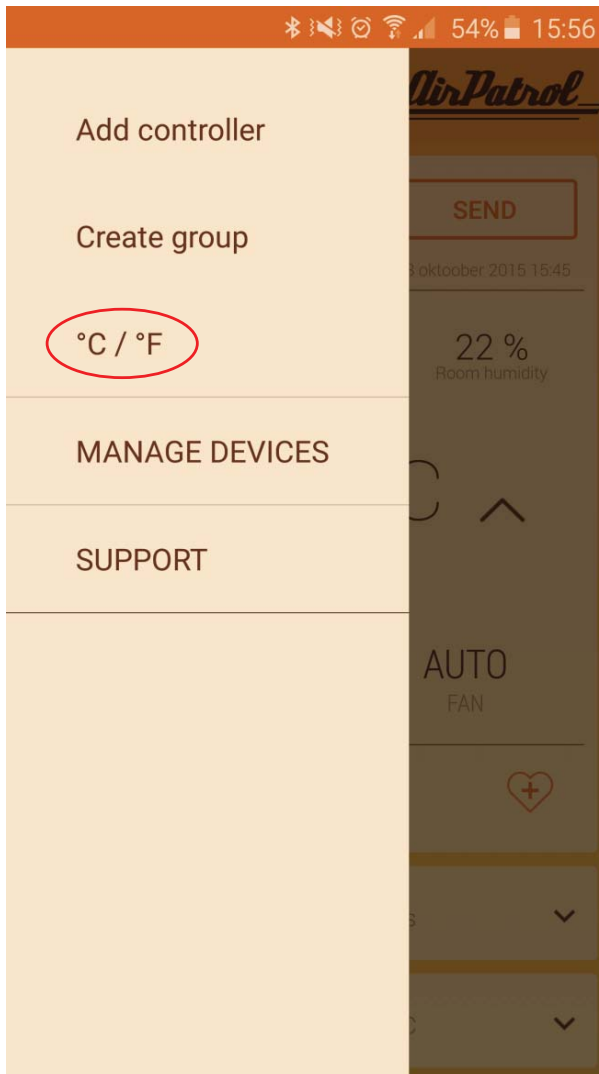 54% 15:56
AirPatrol
Add controller
SEND
Create group
oktoober 2015 15:45
°C / °F
22 %
Room humidity
MANAGE DEVICES
C
SUPPORT
AUTO
FAN
s
C